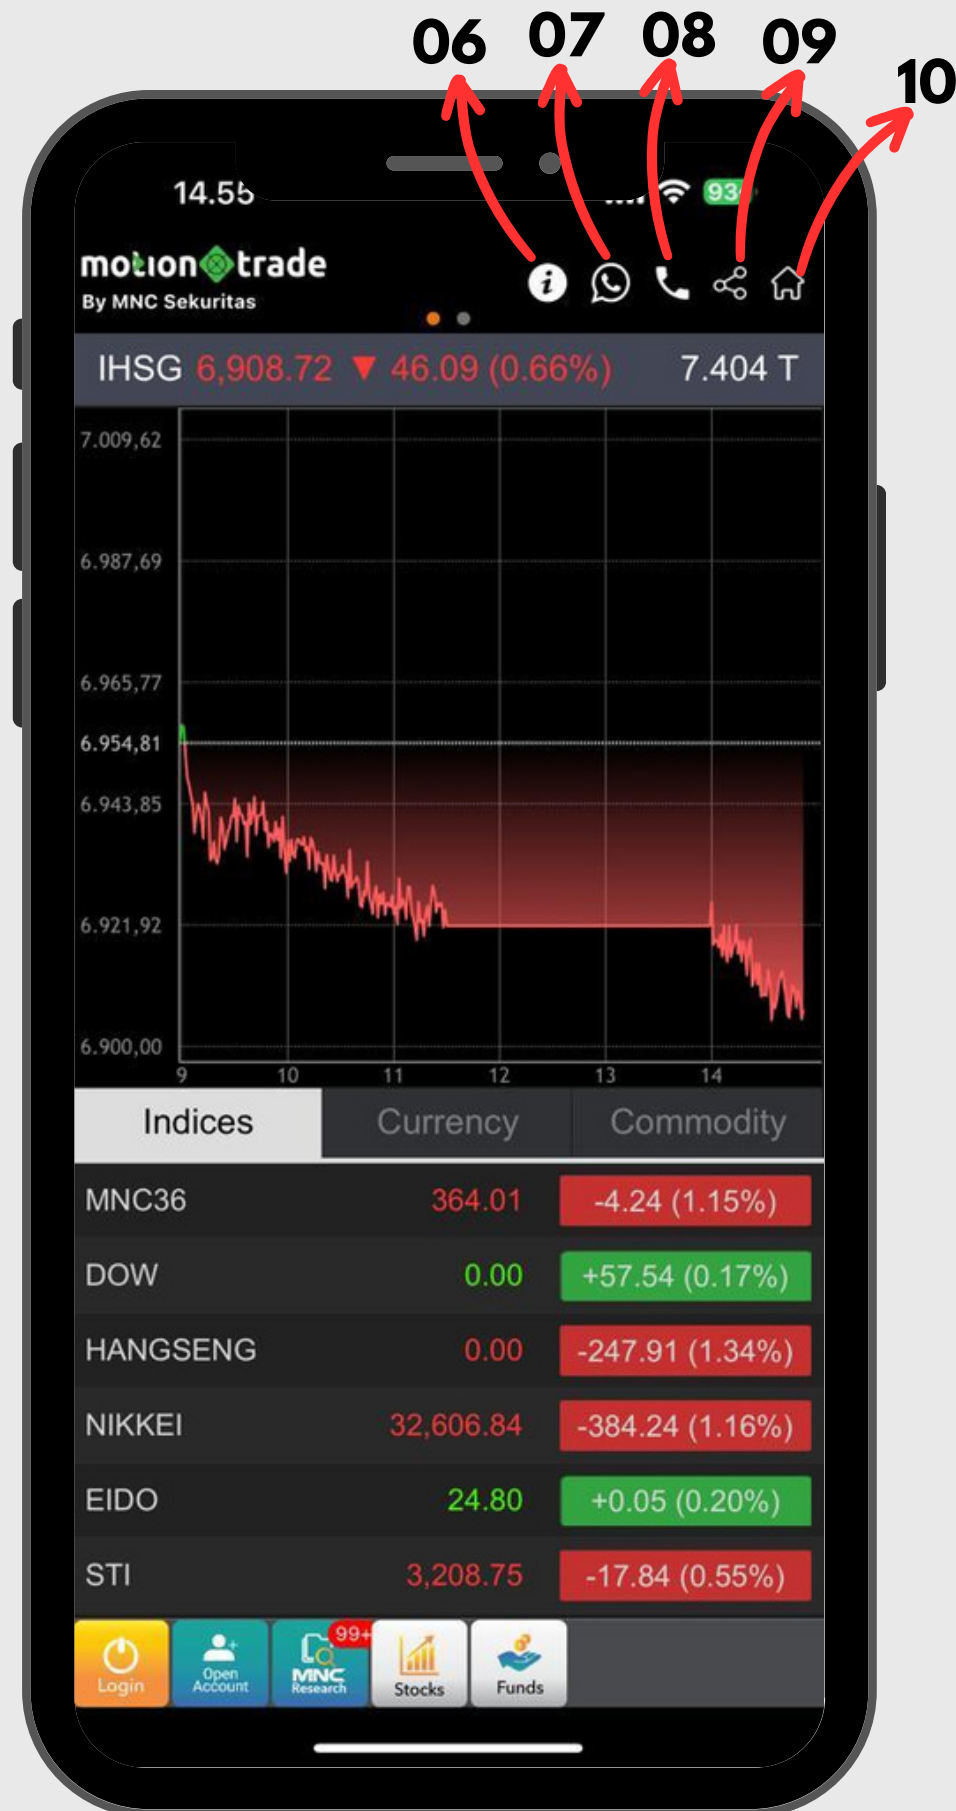 06 07 08 09 10
14.55
93
motion trade
By MNC Sekuritas
IHSG 6,908.72 ▼ 46.09 (0.66%) 7.404 T
7.009,62
6.987,69
6.965,77
6.954,81
6.943,85
6.921,92
6.900,00
9 10 11 12 13 14
Indices Currency Commodity
MNC36 364.01 -4.24 (1.15%)
DOW 0.00 +57.54 (0.17%)
HANGSENG 0.00 -247.91 (1.34%)
NIKKEI 32,606.84 -384.24 (1.16%)
EIDO 24.80 +0.05 (0.20%)
STI 3,208.75 -17.84 (0.55%)
Login
Open
Account
99+
MNC
Research
Stocks
Funds